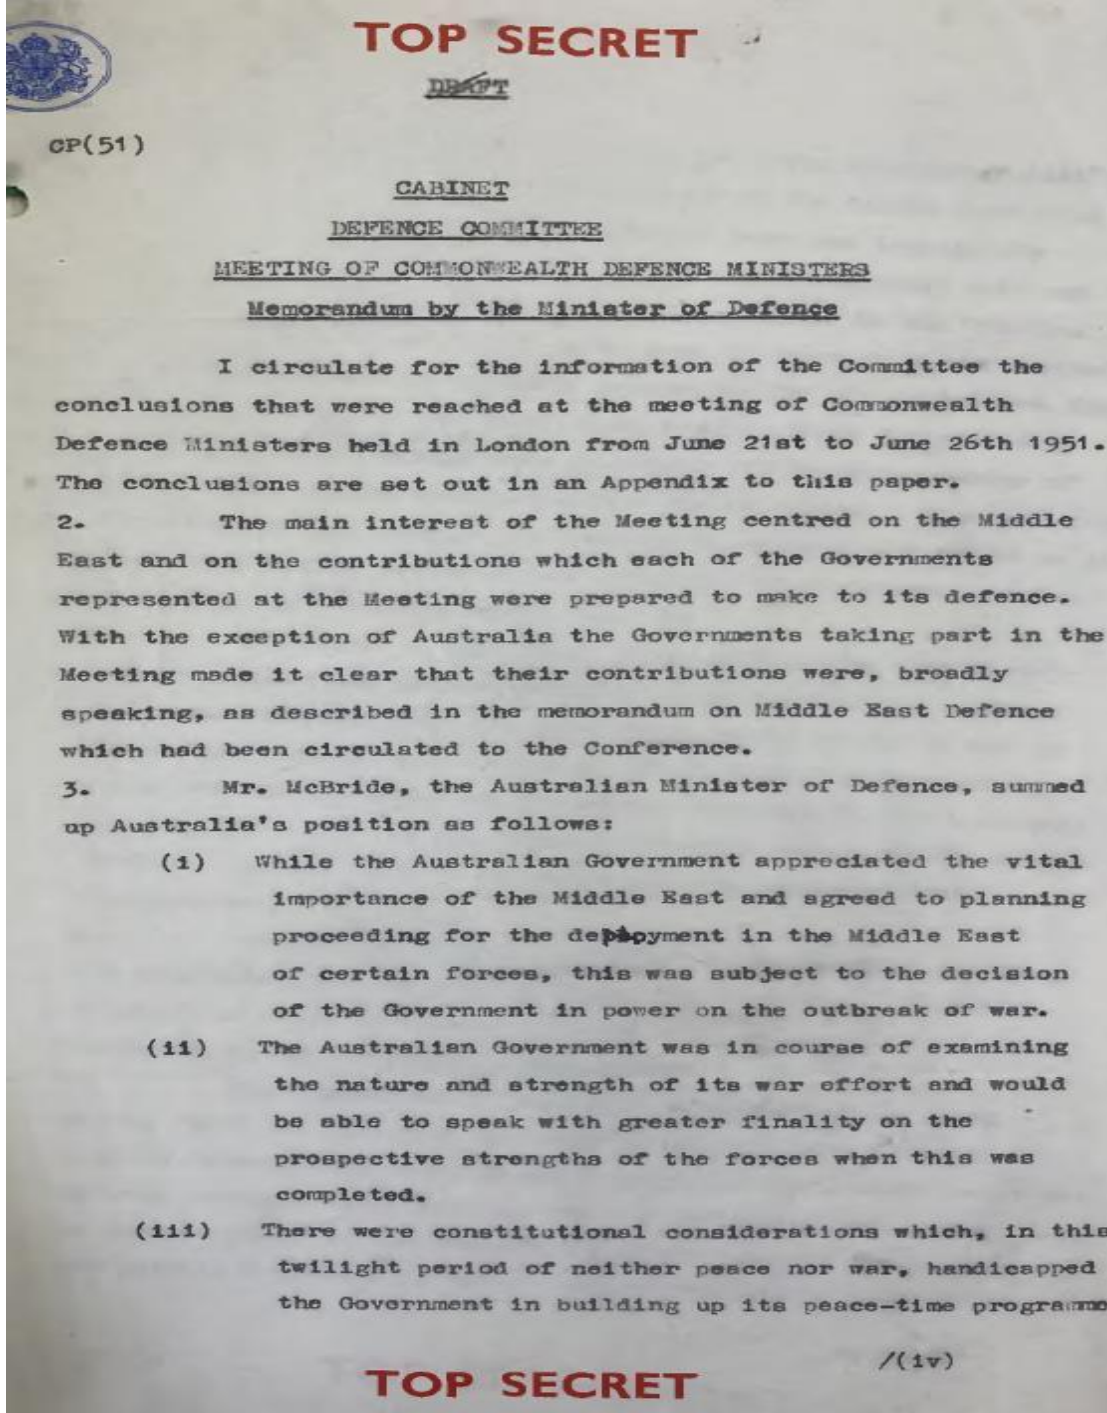 TOP SECRET
DRAFT
CP(51)
CABINET
DEFENCE COMMITTEE
MEETING OF COMMONWEALTH DEFENCE MINISTERS
Memorandum by the Minister of Defence
I circulate for the information of the Committee the
conclusions that were reached at the meeting of Commonwealth
Defence Ministers held in London from June 21st to June 26th 1951.
The conclusions are set out in an Appendix to this paper.
2. The main interest of the Meeting centred on the Middle
East and on the contributions which each of the Governments
represented at the Meeting were prepared to make to its defence.
With the exception of Australia the Governments taking part in the
Meeting made it clear that their contributions were, broadly
speaking, as described in the memorandum on Middle East Defence
which had been circulated to the Conference.
3. Mr. McBride, the Australian Minister of Defence, summed
up Australia's position as follows:
(i) While the Australian Government appreciated the vital
importance of the Middle East and agreed to planning
proceeding for the deployment in the Middle East
of certain forces, this was subject to the decision
of the Government in power on the outbreak of war.
(ii) The Australian Government was in course of examining
the nature and strength of its war effort and would
be able to speak with greater finality on the
prospective strengths of the forces when this was
completed.
(iii) There were constitutional considerations which, in this
twilight period of neither peace nor war, handicapped
the Government in building up its peace-time programme
/(iv)
TOP SECRET